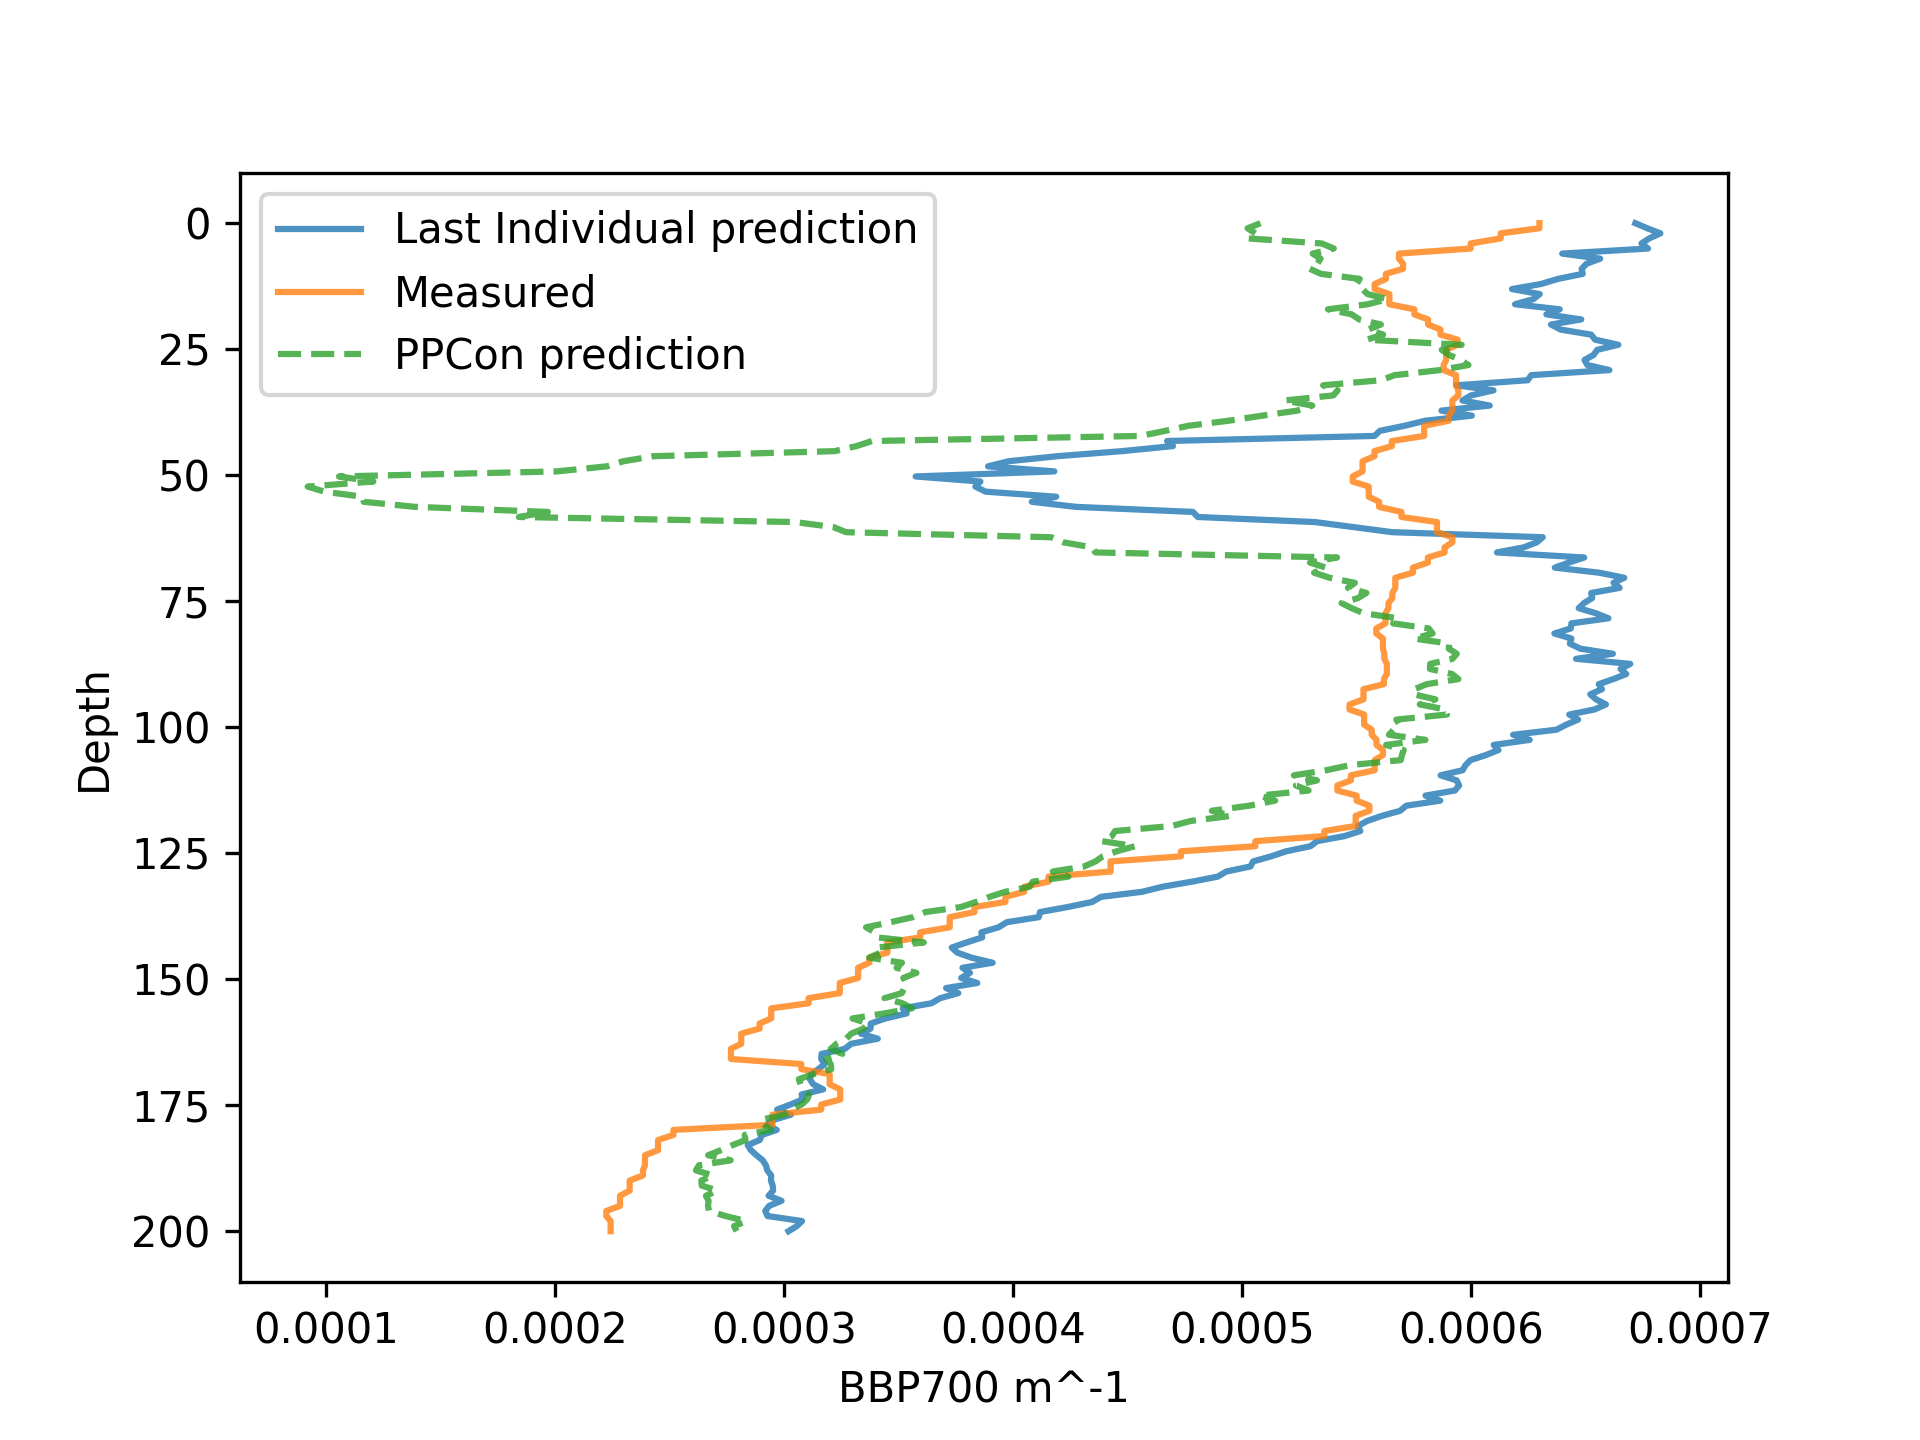 Last Individual prediction
Measured
PPCon prediction
0
25
50
75
100
125
150
175
200
Depth
0.0001 0.0002 0.0003 0.0004 0.0005 0.0006 0.0007
BBP700 m^-1